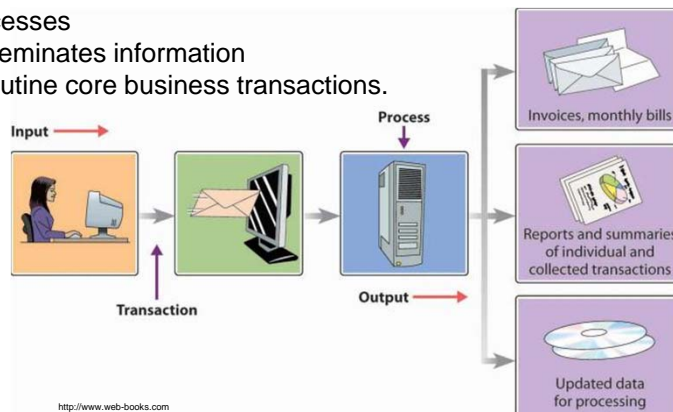 cesses
eminates information
utine core business transactions.
Input
Process
Invoices, monthly bills
Transaction
Output
Reports and summaries
of individual and
collected transactions
Updated data
for processing
http://www.web-books.com